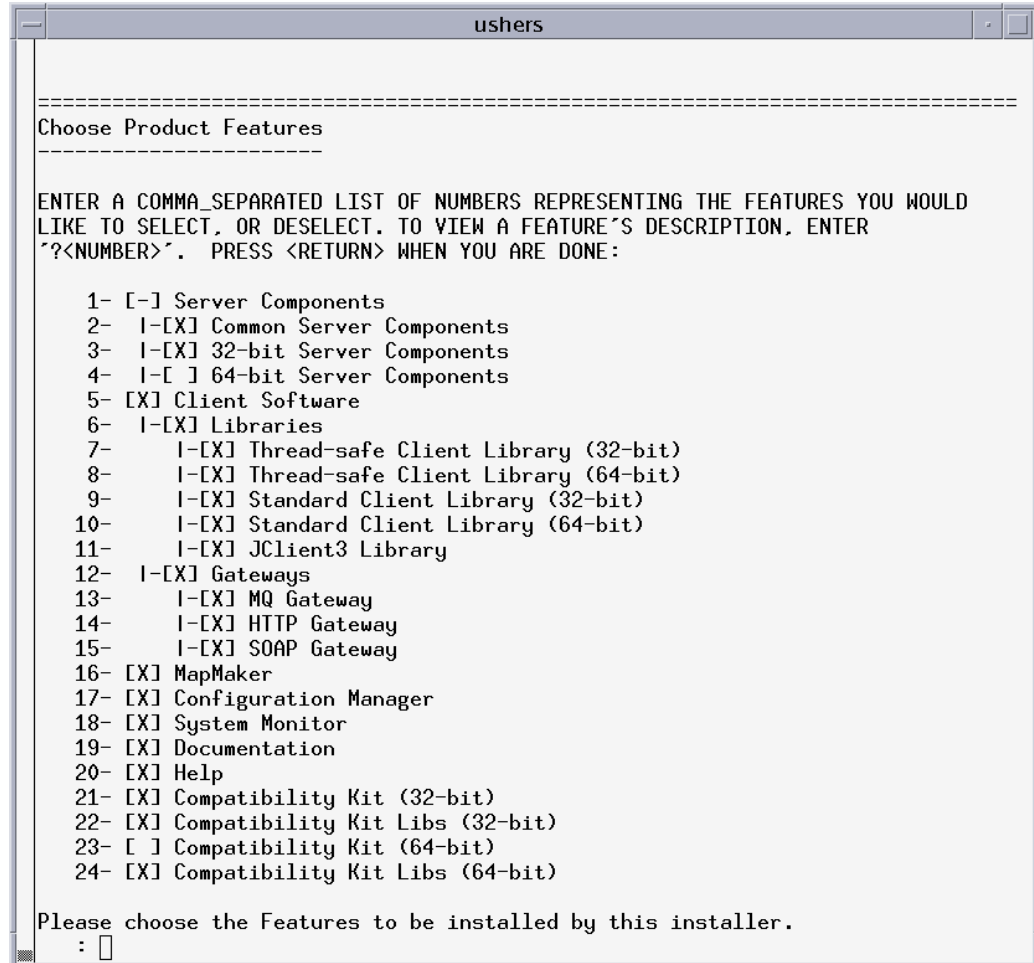 ushers
===============================================================================
Choose Product Features
-----------------------
ENTER A COMMA_SEPARATED LIST OF NUMBERS REPRESENTING THE FEATURES YOU WOULD
LIKE TO SELECT, OR DESELECT. TO VIEW A FEATURE'S DESCRIPTION, ENTER
'?<NUMBER>'.  PRESS <RETURN> WHEN YOU ARE DONE:
1- [-] Server Components
2-  |-[X] Common Server Components
3-  |-[X] 32-bit Server Components
4-  |-[ ] 64-bit Server Components
5- [X] Client Software
6-  |-[X] Libraries
7-     |-[X] Thread-safe Client Library (32-bit)
8-     |-[X] Thread-safe Client Library (64-bit)
9-     |-[X] Standard Client Library (32-bit)
10-     |-[X] Standard Client Library (64-bit)
11-     |-[X] JClient3 Library
12-  |-[X] Gateways
13-     |-[X] MQ Gateway
14-     |-[X] HTTP Gateway
15-     |-[X] SOAP Gateway
16- [X] MapMaker
17- [X] Configuration Manager
18- [X] System Monitor
19- [X] Documentation
20- [X] Help
21- [X] Compatibility Kit (32-bit)
22- [X] Compatibility Kit Libs (32-bit)
23- [ ] Compatibility Kit (64-bit)
24- [X] Compatibility Kit Libs (64-bit)
Please choose the Features to be installed by this installer.
: